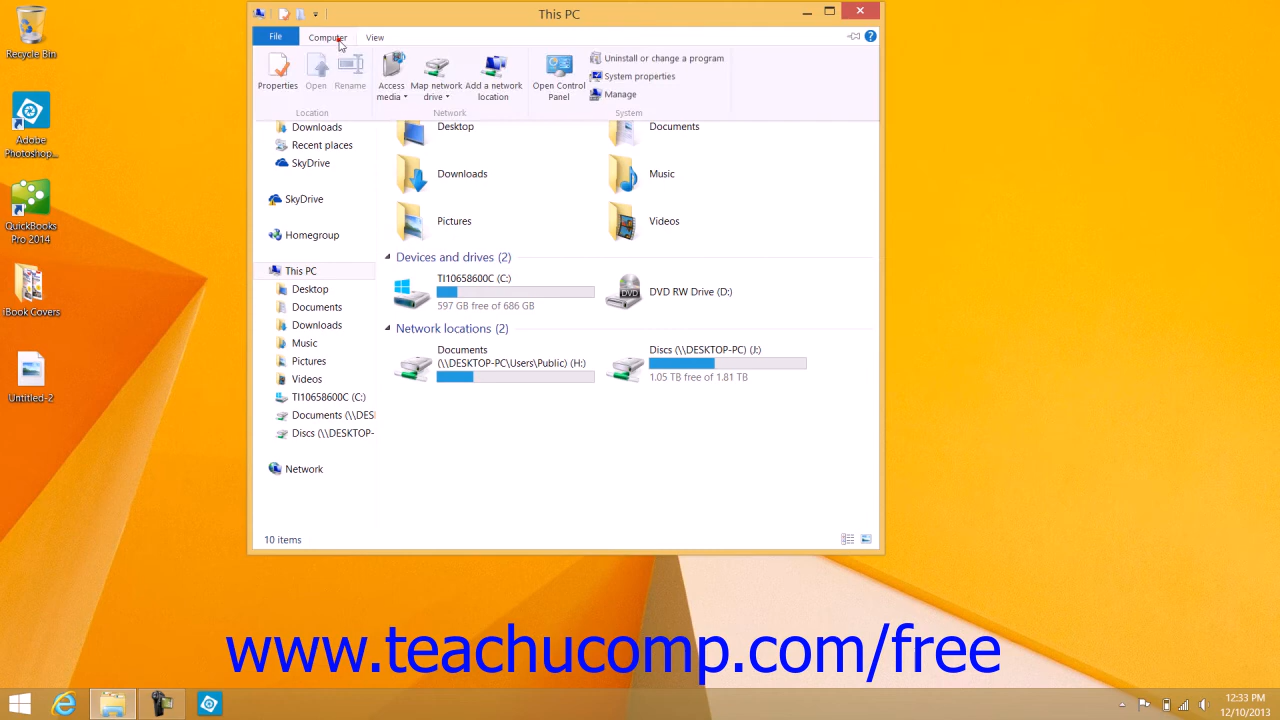 This PC
File
Computer
View
Properties
Open
Rename
Access media
Map network drive
Add a network location
Open Control Panel
Uninstall or change a program
System properties
Manage
Location
Network
System
Recycle Bin
Adobe Photoshop...
QuickBooks Pro 2014
iBook Covers
Untitled-2
Downloads
Recent places
SkyDrive
SkyDrive
Homegroup
This PC
Desktop
Documents
Downloads
Music
Pictures
Videos
TI10658600C (C:)
Documents (\\DES
Discs (\\DESKTOP-
Network
Desktop
Documents
Downloads
Music
Pictures
Videos
Devices and drives (2)
TI10658600C (C:)
597 GB free of 686 GB
DVD
DVD RW Drive (D:)
Network locations (2)
Documents
(\\DESKTOP-PC\Users\Public) (H:)
Discs (\\DESKTOP-PC) (J:)
1.05 TB free of 1.81 TB
10 items
www.teachucomp.com/free
12:33 PM
12/10/2013